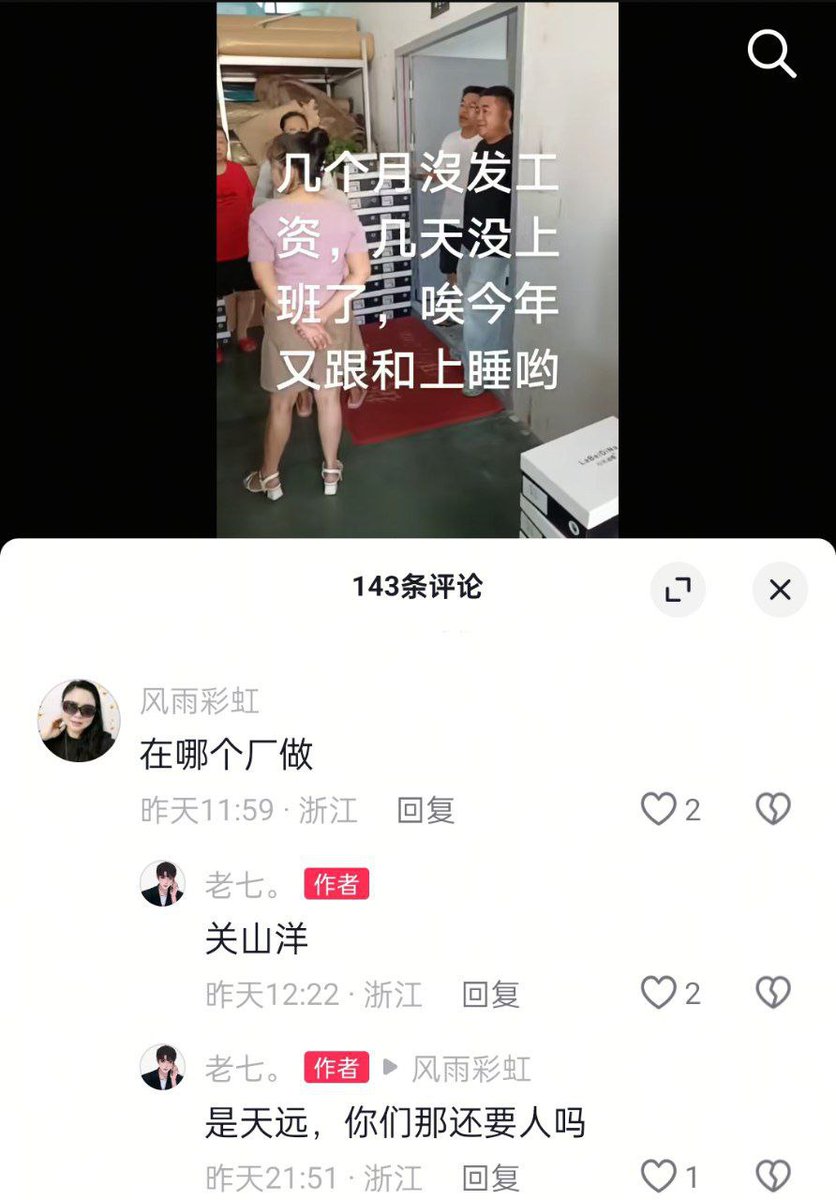 几个月沒发工
资，几天没上
班了，唉今年
又跟和上睡哟
143条评论
风雨彩虹
在哪个厂做
昨天11:59 · 浙江 回复 2
老七。 作者
关山洋
昨天12:22 · 浙江 回复 2
老七。 作者 ▶ 风雨彩虹
是天远，你们那还要人吗
昨天21:51 · 浙江 回复 1